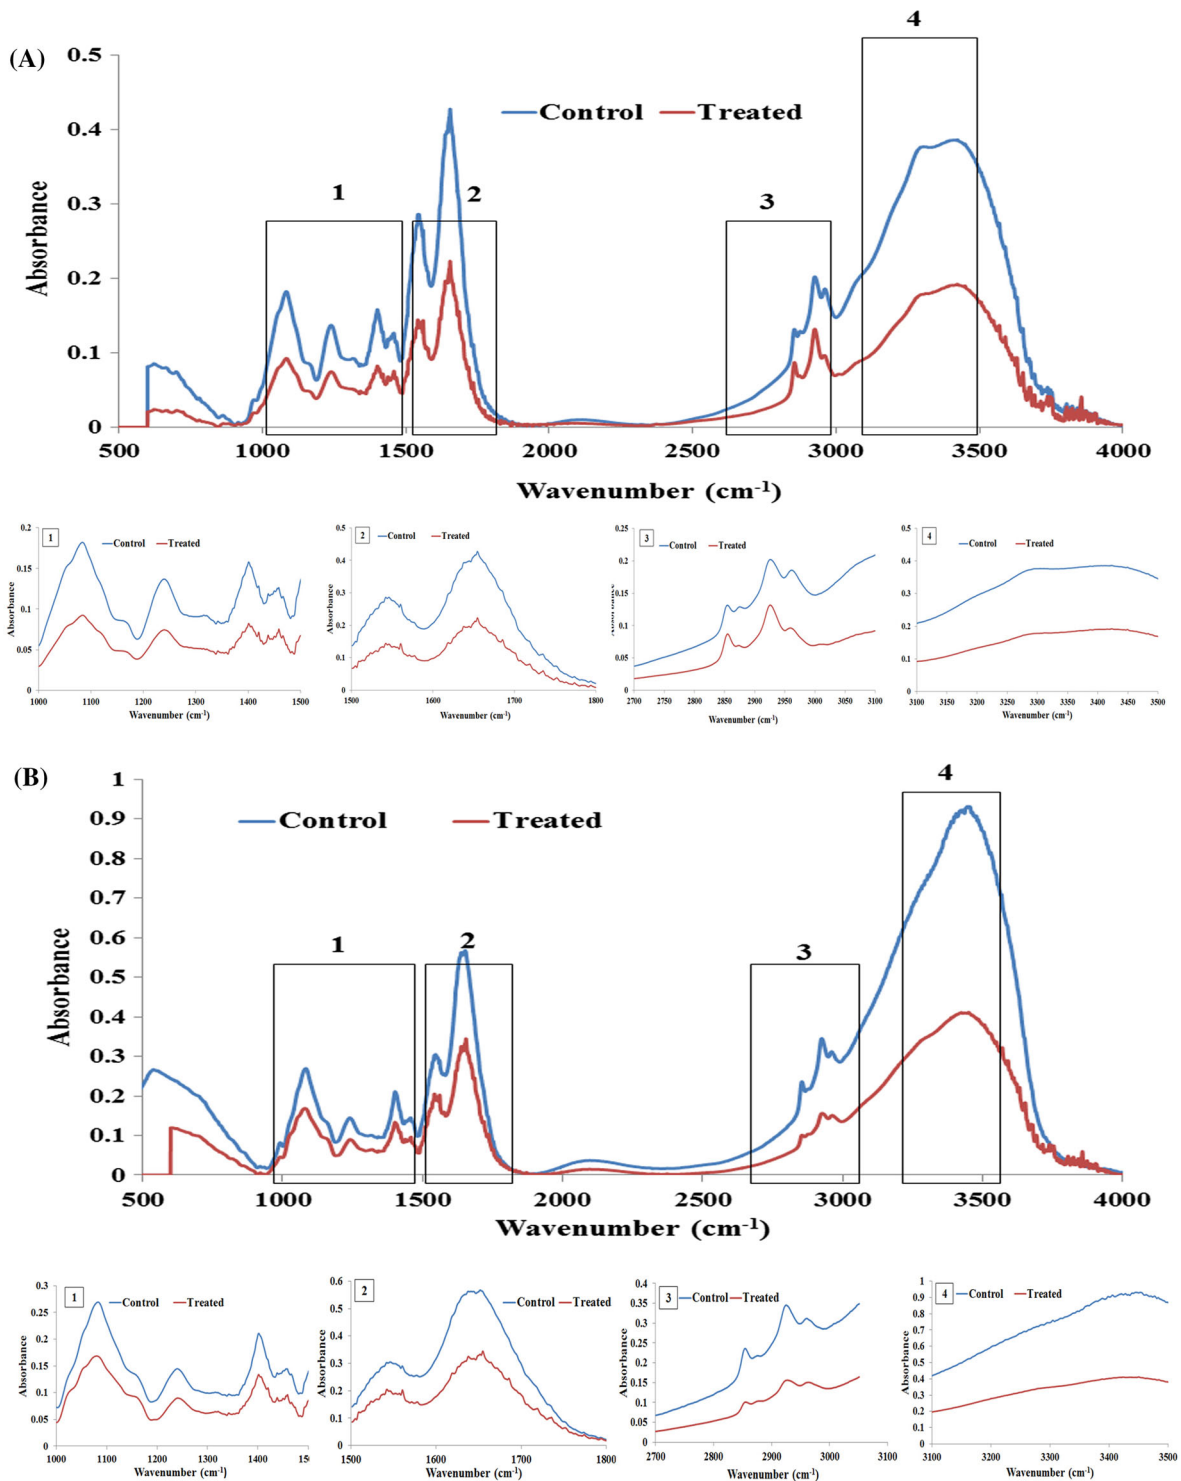 (A)
4
0.5
Control Treated
0.4
1 2 3
0.3
Absorbance
0.2
0.1
0
500 1000 1500 2000 2500 3000 3500 4000
Wavenumber (cm-1)
0.2
1
Control Treated
0.15
0.1
Absorbance
0.05
0
1000 1100 1200 1300 1400 1500
Wavenumber (cm-1)
0.5
2
Control Treated
0.4
0.3
Absorbance
0.2
0.1
0
1500 1600 1700 1800
Wavenumber (cm-1)
0.25
3
Control Treated
0.2
0.15
Absorbance
0.1
0.05
0
2700 2750 2800 2850 2900 2950 3000 3050 3100
Wavenumber (cm-1)
0.5
4
Control Treated
0.4
0.3
Absorbance
0.2
0.1
0
3100 3150 3200 3250 3300 3350 3400 3450 3500
Wavenumber (cm-1)
(B)
4
1
Control Treated
0.9
0.8
0.7
0.6
1 2 3
0.5
Absorbance
0.4
0.3
0.2
0.1
0
500 1000 1500 2000 2500 3000 3500 4000
Wavenumber (cm-1)
0.3
1
Control Treated
0.25
0.2
0.15
Absorbance
0.1
0.05
0
1000 1100 1200 1300 1400 1500
Wavenumber (cm-1)
0.6
2
Control Treated
0.5
0.4
0.3
Absorbance
0.2
0.1
0
1500 1600 1700 1800
Wavenumber (cm-1)
0.4
3
Control Treated
0.35
0.3
0.25
0.2
Absorbance
0.15
0.1
0.05
0
2700 2800 2900 3000 3100
Wavenumber (cm-1)
1
4
Control Treated
0.9
0.8
0.7
0.6
0.5
Absorbance
0.4
0.3
0.2
0.1
0
3100 3200 3300 3400 3500
Wavenumber (cm-1)